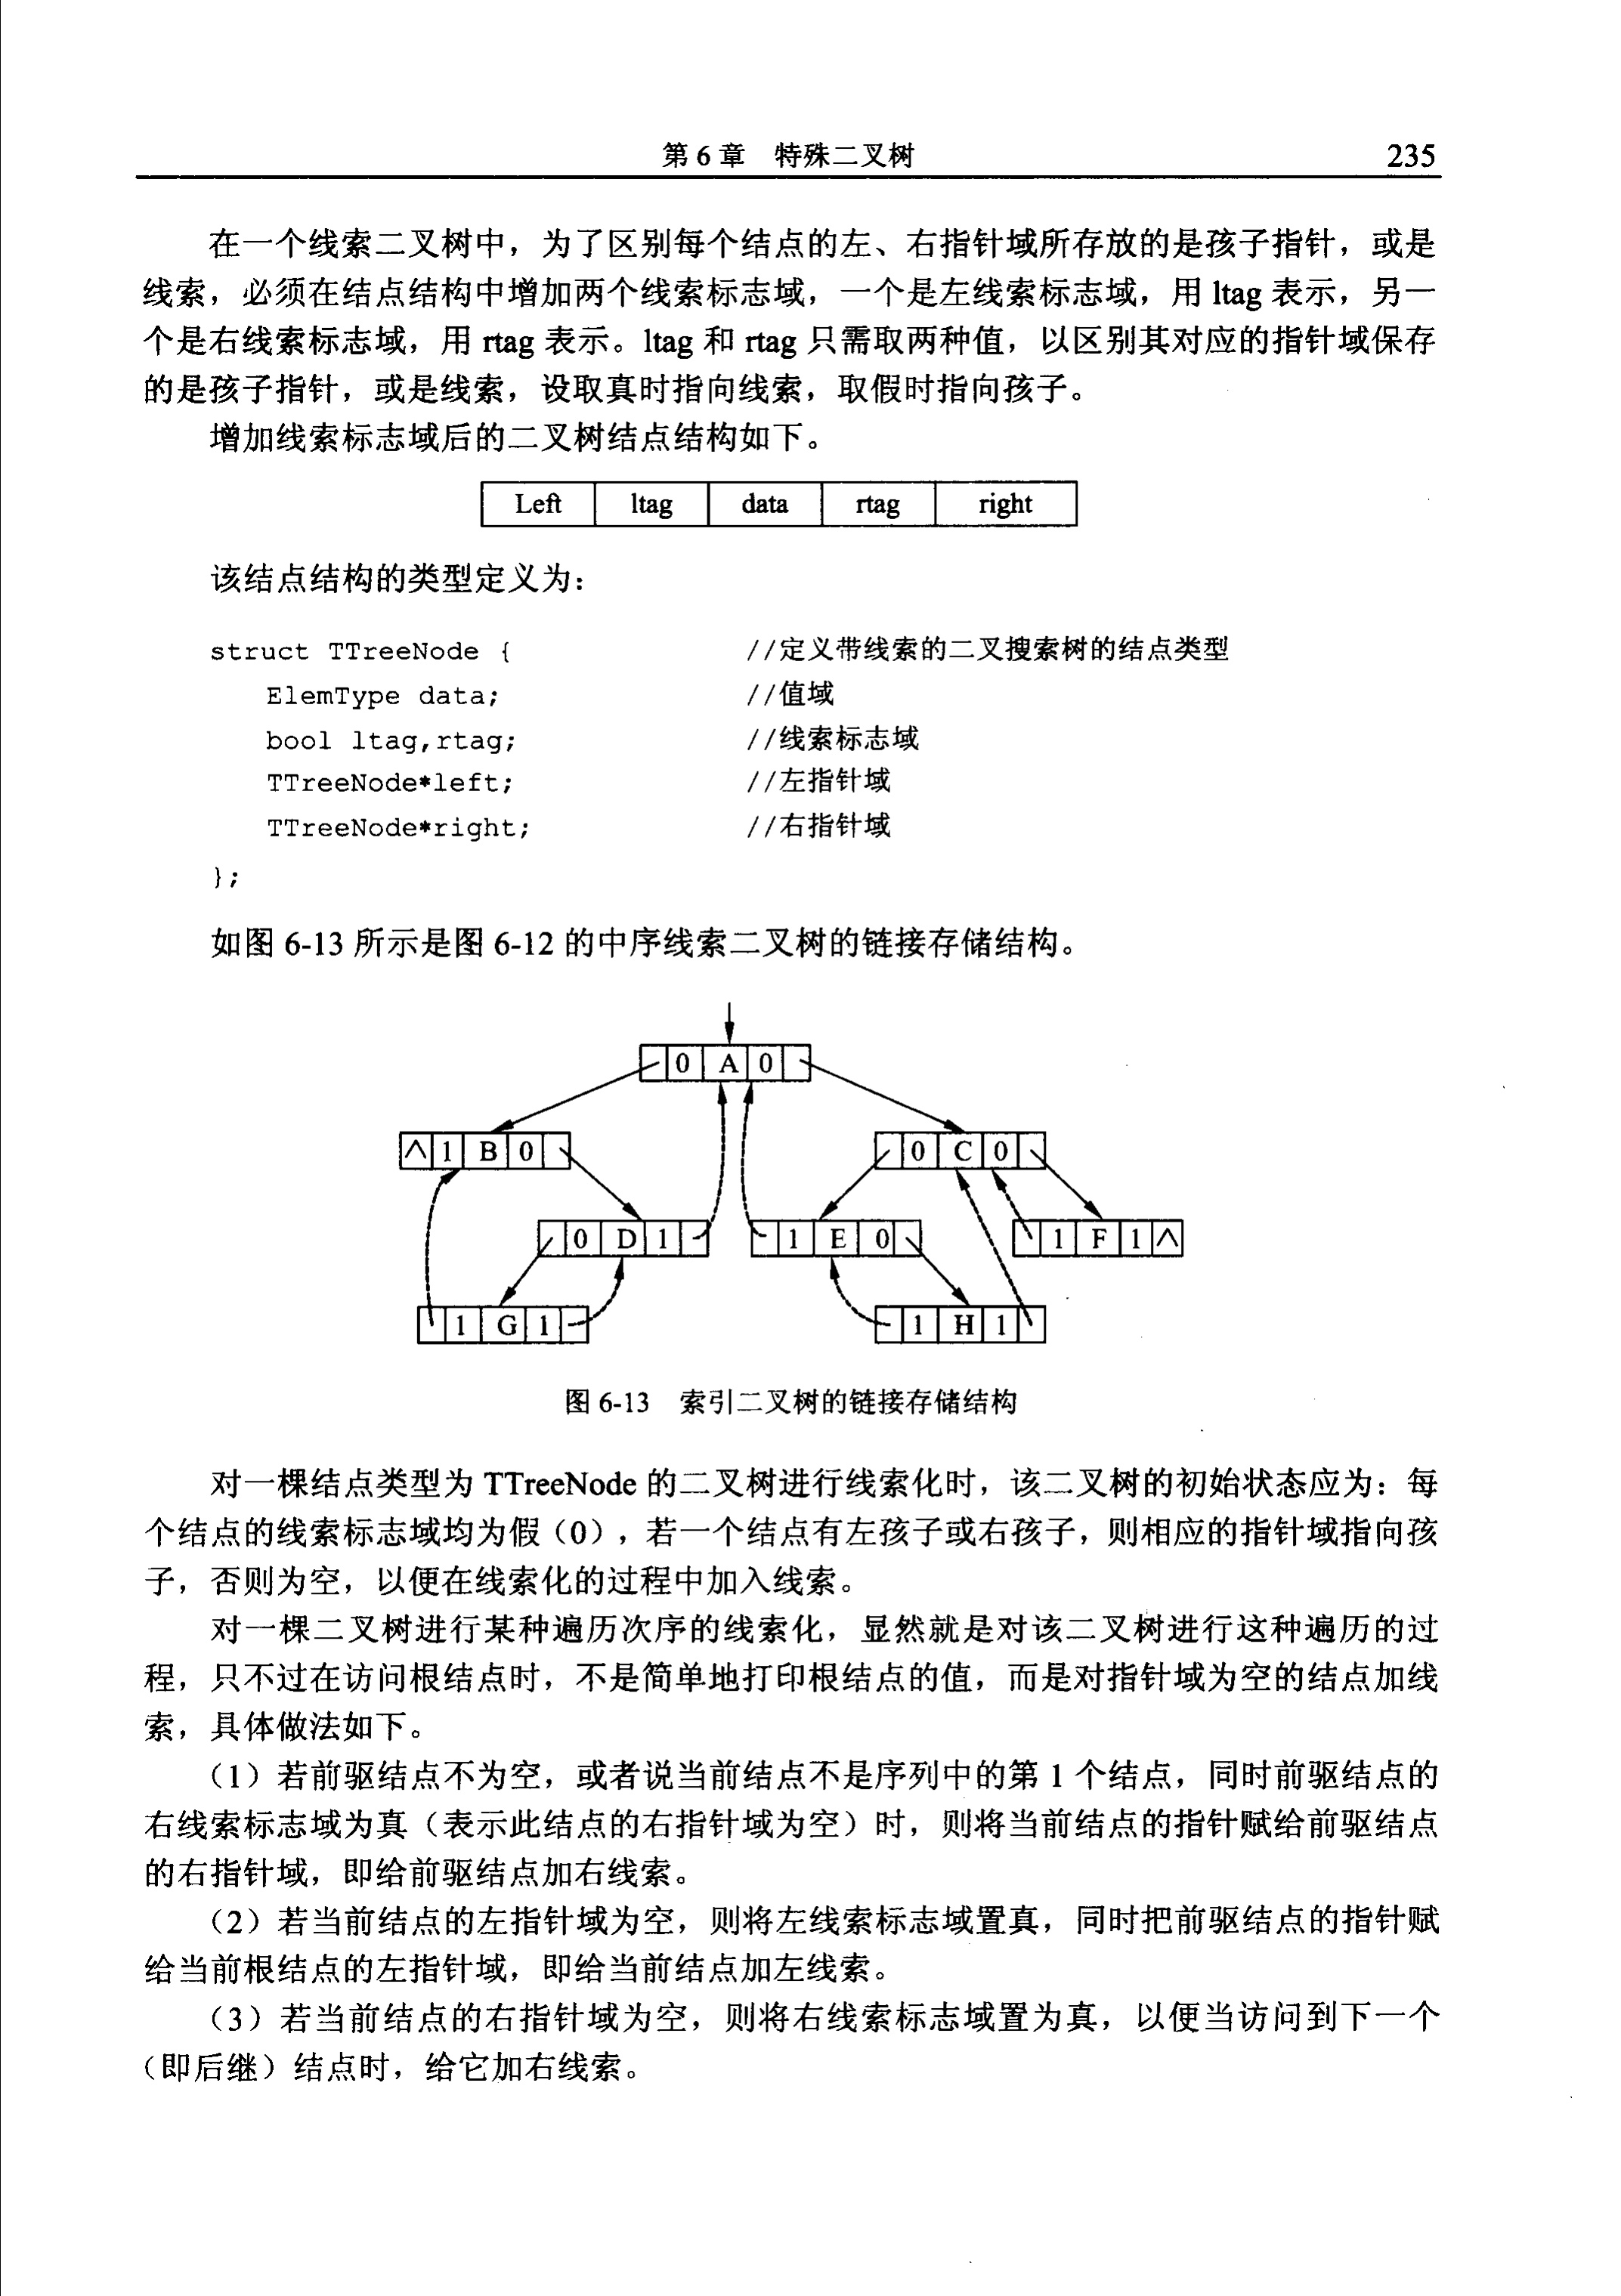 第 6 章 特殊二叉树 235
在一个线索二叉树中，为了区别每个结点的左、右指针域所存放的是孩子指针，或是
线索，必须在结点结构中增加两个线索标志域，一个是左线索标志域，用 ltag 表示，另一
个是右线索标志域，用 rtag 表示。ltag 和 rtag 只需取两种值，以区别其对应的指针域保存
的是孩子指针，或是线索，设取真时指向线索，取假时指向孩子。
增加线索标志域后的二叉树结点结构如下。
Left ltag data rtag right
该结点结构的类型定义为：
struct TTreeNode { //定义带线索的二叉搜索树的结点类型
ElemType data; //值域
bool ltag,rtag; //线索标志域
TTreeNode*left; //左指针域
TTreeNode*right; //右指针域
};
如图 6-13 所示是图 6-12 的中序线索二叉树的链接存储结构。
0 A 0
∧ 1 B 0 0 C 0
0 D 1 1 E 0 1 F 1 ∧
1 G 1 1 H 1
图 6-13 索引二叉树的链接存储结构
对一棵结点类型为 TTreeNode 的二叉树进行线索化时，该二叉树的初始状态应为：每
个结点的线索标志域均为假（0），若一个结点有左孩子或右孩子，则相应的指针域指向孩
子，否则为空，以便在线索化的过程中加入线索。
对一棵二叉树进行某种遍历次序的线索化，显然就是对该二叉树进行这种遍历的过
程，只不过在访问根结点时，不是简单地打印根结点的值，而是对指针域为空的结点加线
索，具体做法如下。
（1）若前驱结点不为空，或者说当前结点不是序列中的第 1 个结点，同时前驱结点的
右线索标志域为真（表示此结点的右指针域为空）时，则将当前结点的指针赋给前驱结点
的右指针域，即给前驱结点加右线索。
（2）若当前结点的左指针域为空，则将左线索标志域置真，同时把前驱结点的指针赋
给当前根结点的左指针域，即给当前结点加左线索。
（3）若当前结点的右指针域为空，则将右线索标志域置为真，以便当访问到下一个
（即后继）结点时，给它加右线索。